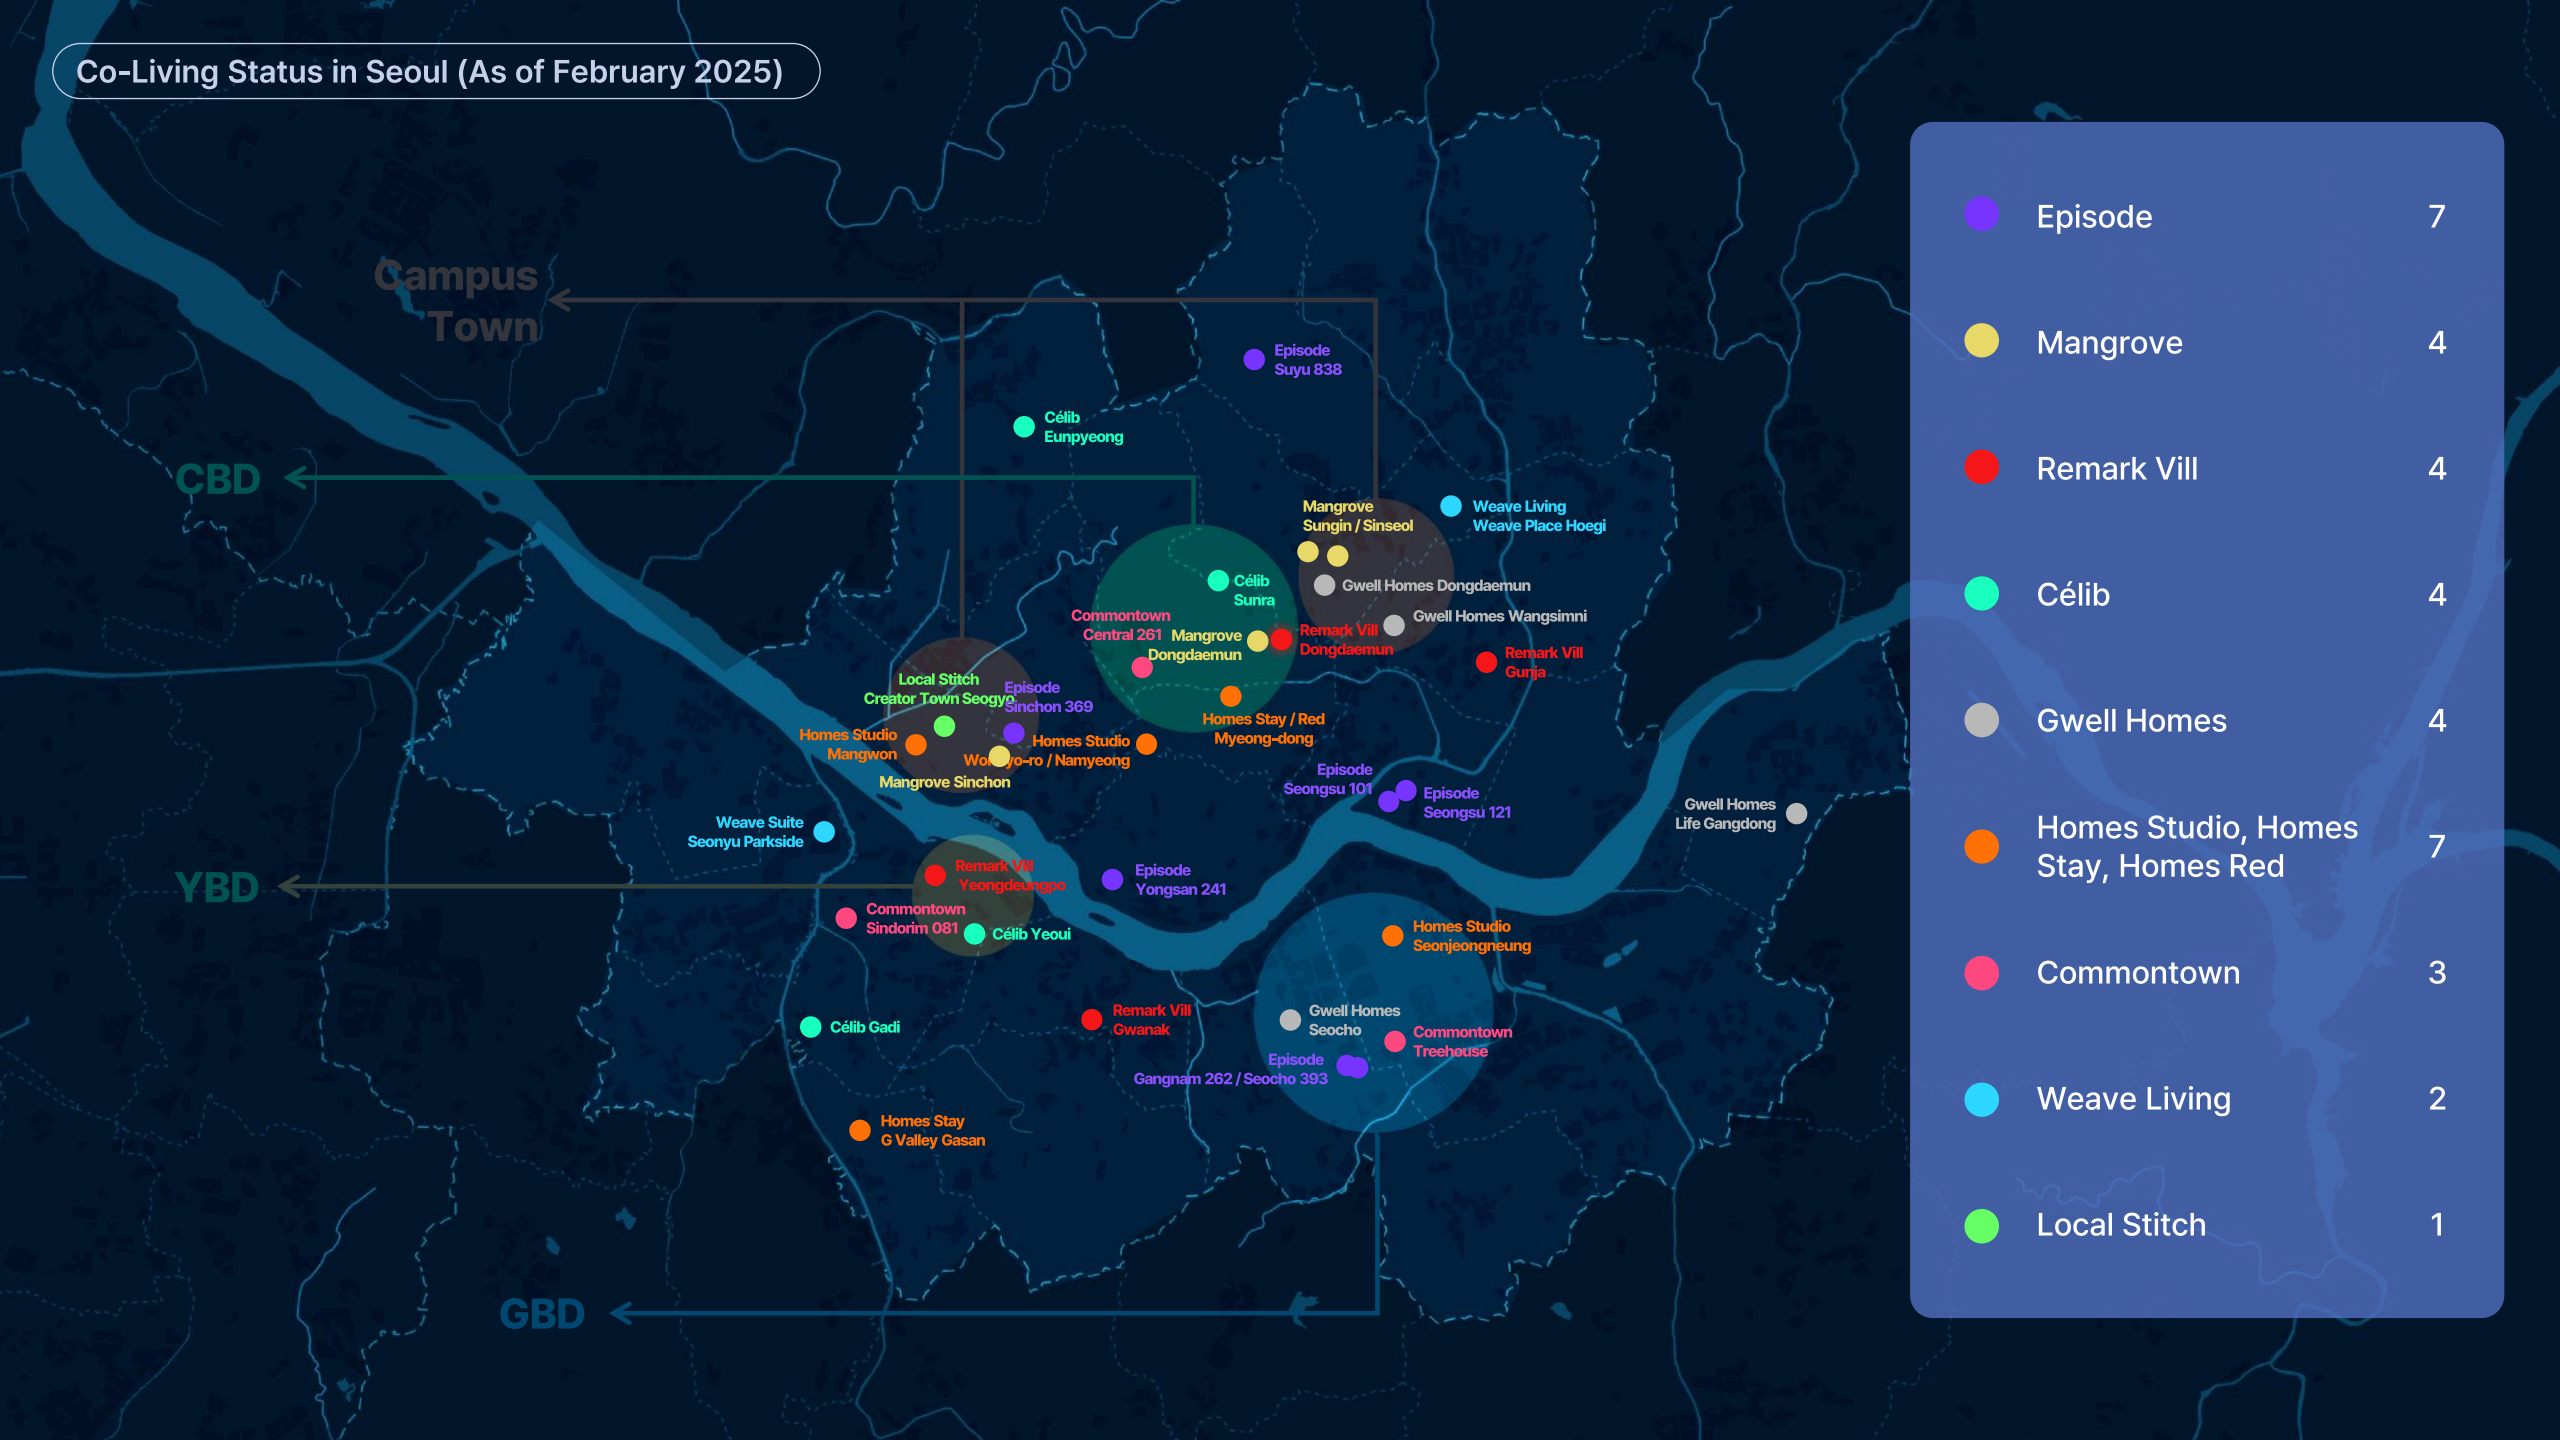 Co-Living Status in Seoul (As of February 2025)
Campus
Town
Episode
Suyu 838
Célib
Eunpyeong
CBD
Mangrove
Sungin / Sinseol
Weave Living
Weave Place Hoegi
Célib
Sunra
Gwell Homes Dongdaemun
Gwell Homes Wangsimni
Commontown
Central 261
Mangrove
Dongdaemun
Remark Vill
Dongdaemun
Remark Vill
Gunja
Local Stitch
Creator Town Seogyo
Episode
Sinchon 369
Homes Stay / Red
Myeong-dong
Homes Studio
Mangwon
Homes Studio
yo-ro / Namyeong
Mangrove Sinchon
Episode
Seongsu 101
Episode
Seongsu 121
Gwell Homes
Life Gangdong
Weave Suite
Seonyu Parkside
YBD
Remark Vill
Yeongdeungpo
Episode
Yongsan 241
Commontown
Sindorim 081
Célib Yeoui
Homes Studio
Seonjeongneung
Célib Gadi
Remark Vill
Gwanak
Gwell Homes
Seocho
Commontown
Treehouse
Episode
Gangnam 262 / Seocho 393
Homes Stay
G Valley Gasan
GBD
Episode 7
Mangrove 4
Remark Vill 4
Célib 4
Gwell Homes 4
Homes Studio, Homes
Stay, Homes Red 7
Commontown 3
Weave Living 2
Local Stitch 1